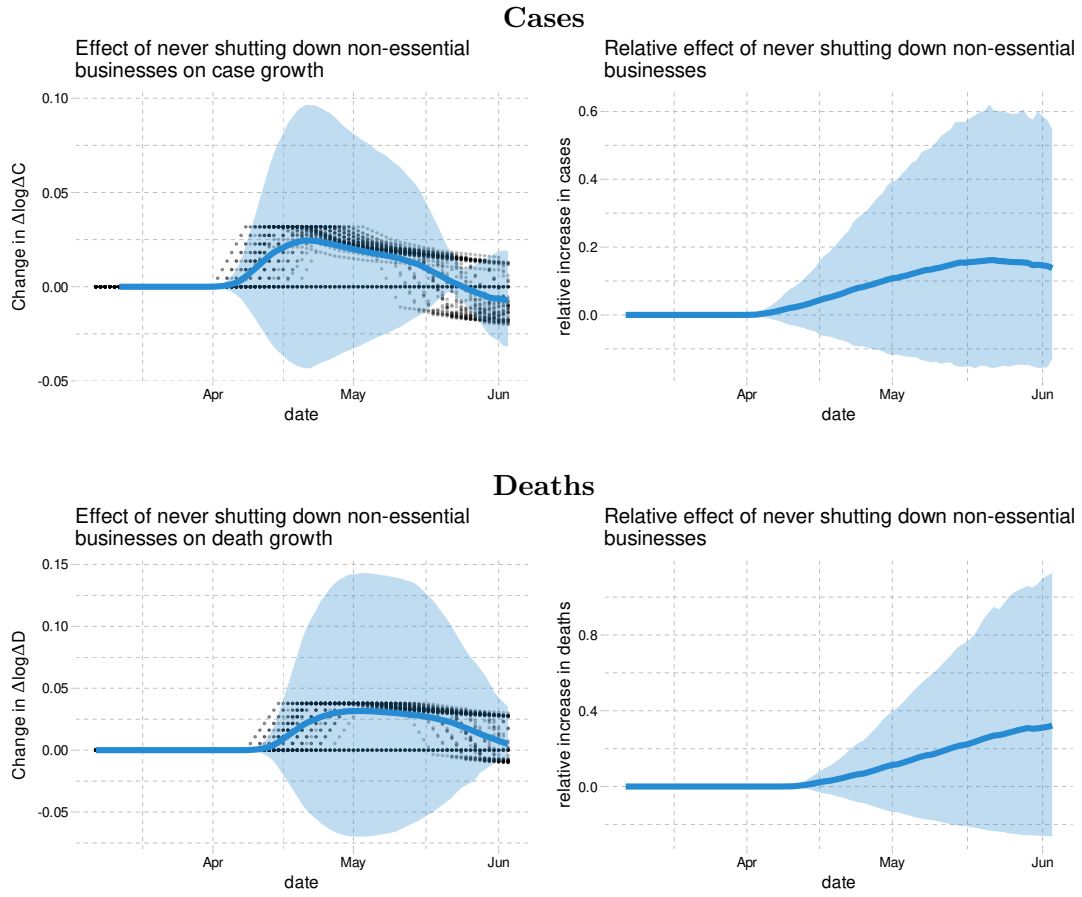 Cases
Effect of never shutting down non-essential
businesses on case growth
0.10
0.05
0.00
-0.05
Change in ΔlogΔC
Apr May Jun
date
Relative effect of never shutting down non-essential
businesses
0.6
0.4
0.2
0.0
relative increase in cases
Apr May Jun
date
Deaths
Effect of never shutting down non-essential
businesses on death growth
0.15
0.10
0.05
0.00
-0.05
Change in ΔlogΔD
Apr May Jun
date
Relative effect of never shutting down non-essential
businesses
0.8
0.4
0.0
relative increase in deaths
Apr May Jun
date